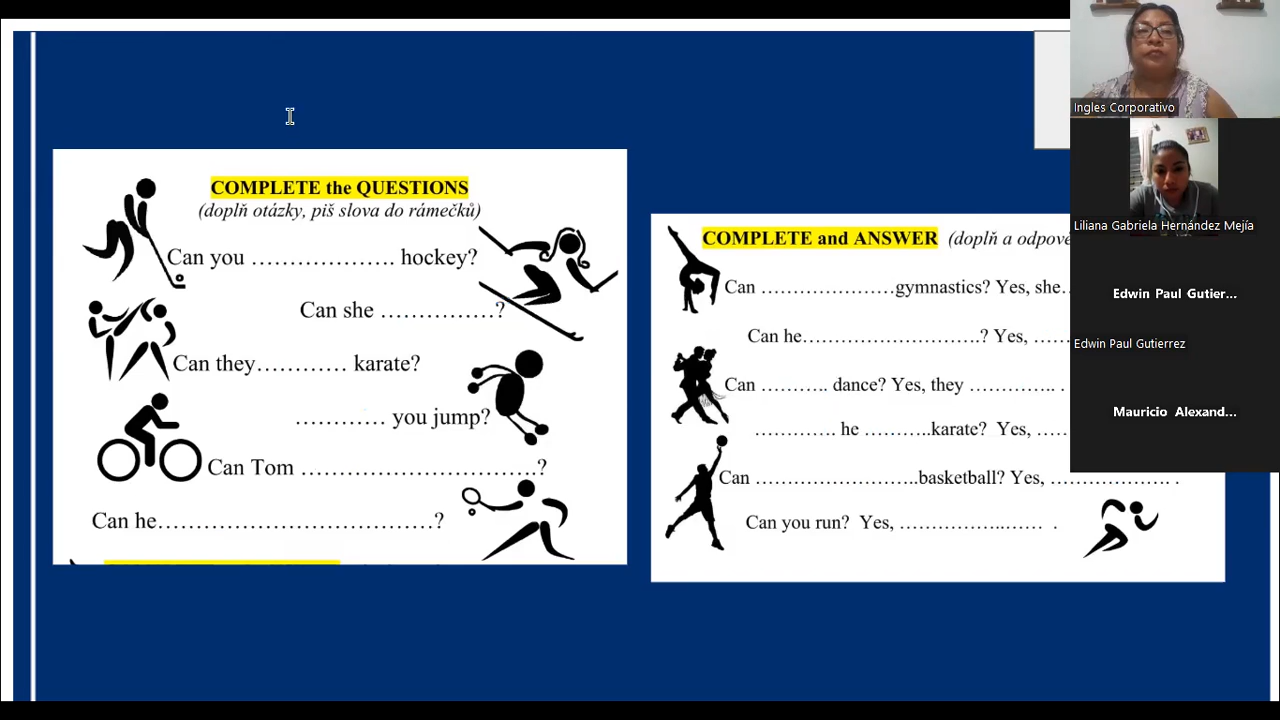 COMPLETE the QUESTIONS
(doplň otázky, piš slova do rámečků)
Can you ………………. hockey?
Can she ……………?
Can they………… karate?
………… you jump?
Can Tom ……………………….…?
Can he………………………………?
COMPLETE and ANSWER (doplň a odpově
Can …………………gymnastics? Yes, she…
Can he……………………….? Yes, ……
Can ……….. dance? Yes, they ………….. .
…………. he ………..karate? Yes, ……
Can …………………….basketball? Yes, ………………. .
Can you run? Yes, ……………..…… .
Ingles Corporativo
Liliana Gabriela Hernández Mejía
Edwin Paul Gutier...
Edwin Paul Gutierrez
Mauricio Alexand...